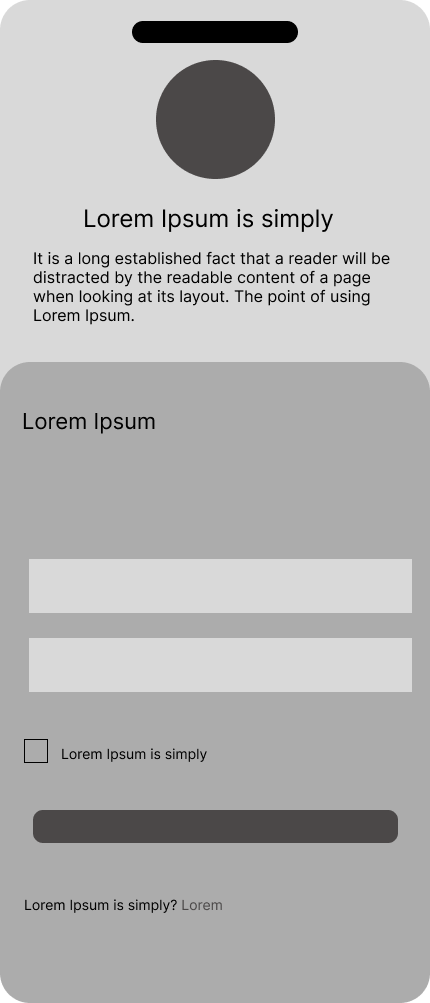 Lorem Ipsum is simply
It is a long established fact that a reader will be
distracted by the readable content of a page
when looking at its layout. The point of using
Lorem Ipsum.
Lorem Ipsum
Lorem Ipsum is simply
Lorem Ipsum is simply? Lorem